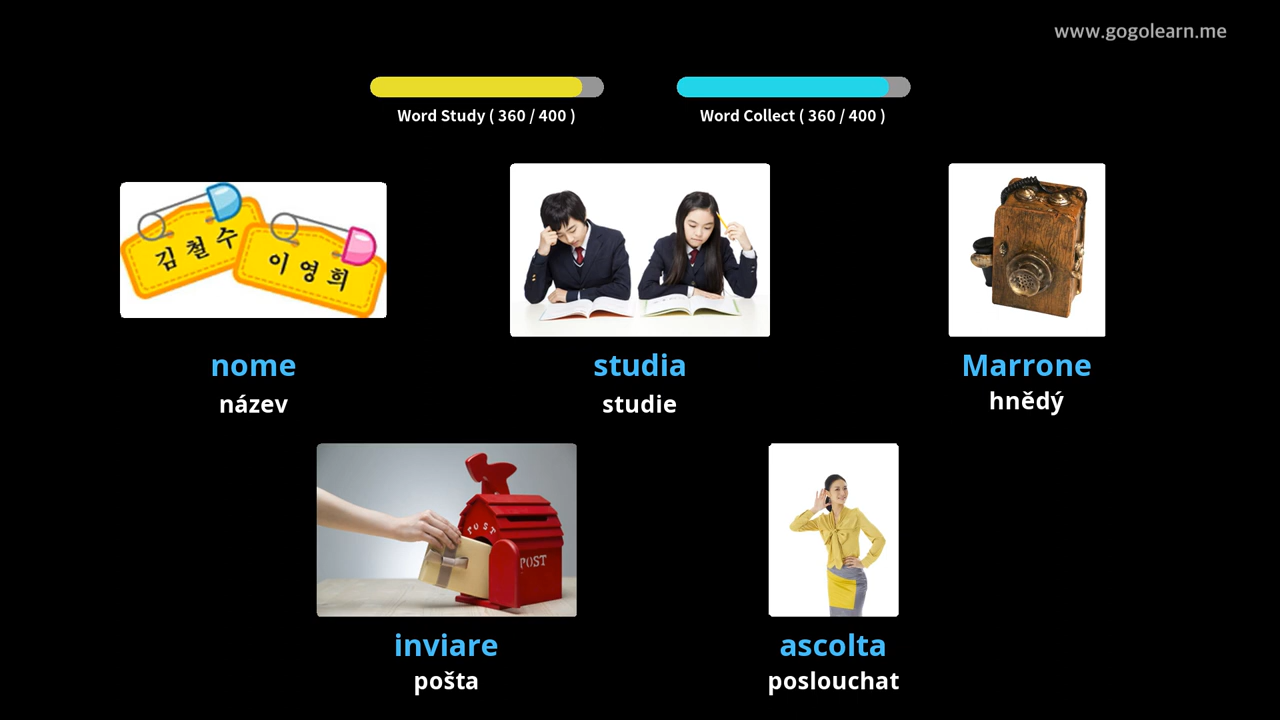 www.gogolearn.me
Word Study ( 360 / 400 )
Word Collect ( 360 / 400 )
김철수
이영희
nome
název
studia
studie
Marrone
hnědý
POST
POST
inviare
pošta
ascolta
poslouchat